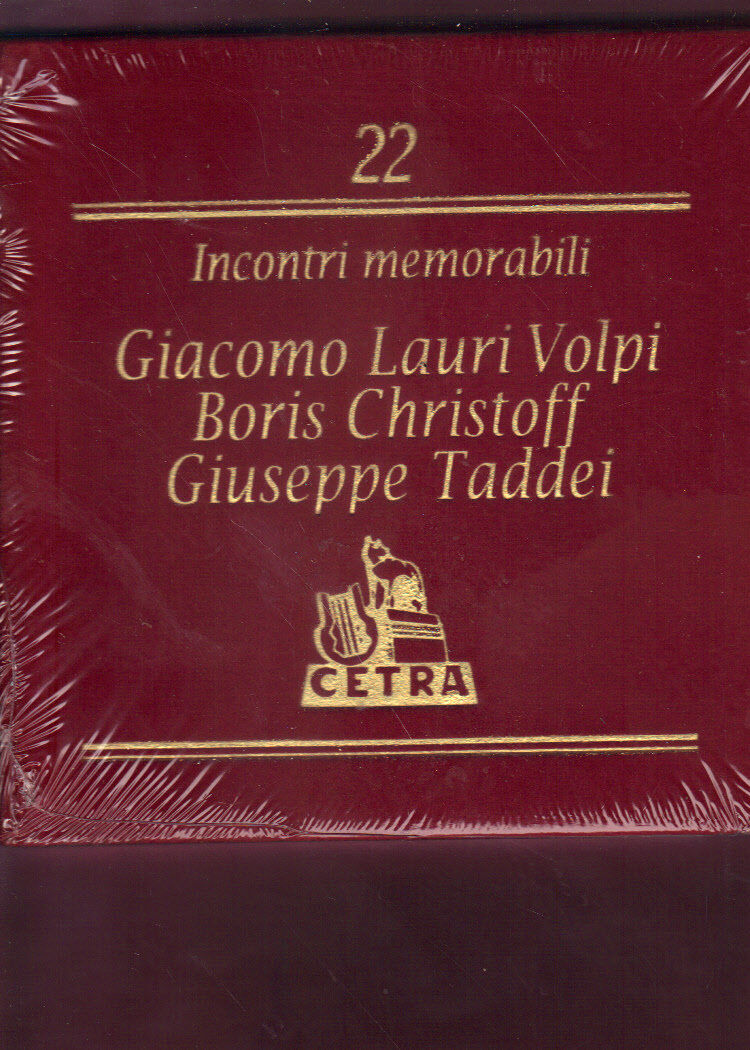 22
Incontri memorabili
Giacomo Lauri Volpi
Boris Christoff
Giuseppe Taddei
CETRA